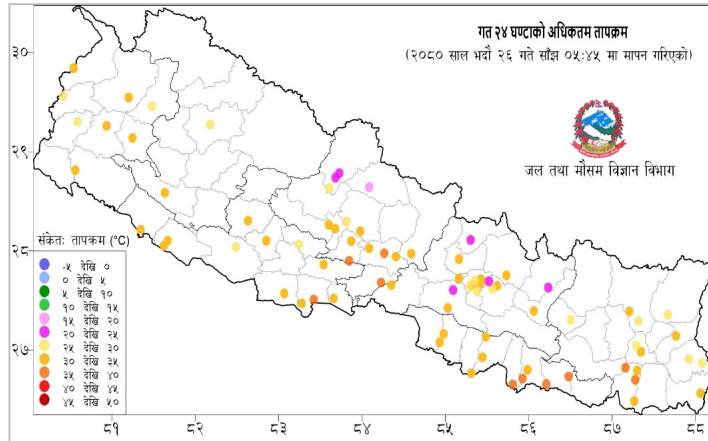 गत २४ घण्टाको अधिकतम तापक्रम
(२०८० साल भदौ २६ गते साँझ ०५:४५ मा मापन गरिएको)
जल तथा मौसम विज्ञान विभाग
३०
२९
२८
२७
संकेतः तापक्रम (°C)
-५ देखि ०
० देखि ५
५ देखि १०
१० देखि १५
१५ देखि २०
२० देखि २५
२५ देखि ३०
३० देखि ३५
३५ देखि ४०
४० देखि ४५
४५ देखि ५०
८१ ८२ ८३ ८४ ८५ ८६ ८७ ८८